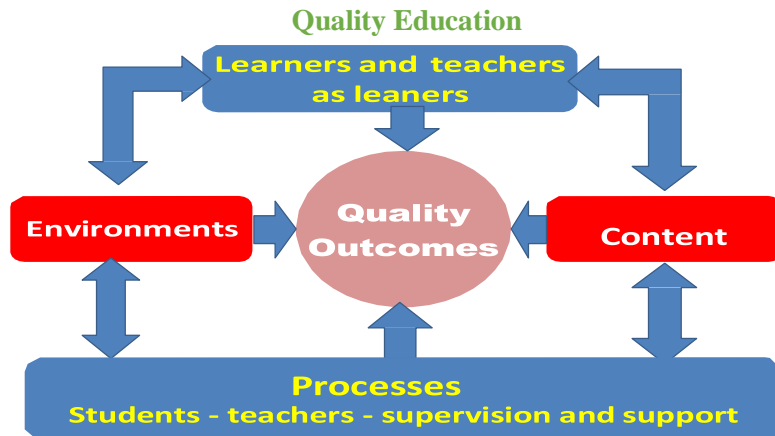 Quality Education
Learners and teachers
as leaners
Environments
Quality
Outcomes
Content
Processes
Students - teachers - supervision and support